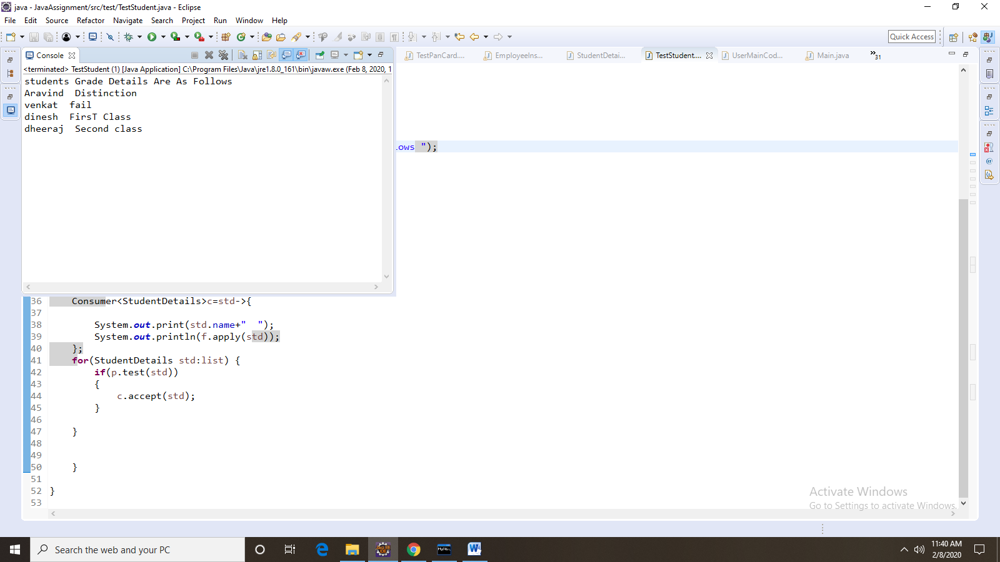 java - JavaAssignment/src/test/TestStudent.java - Eclipse
File Edit Source Refactor Navigate Search Project Run Window Help
Quick Access
Console
TestPanCard....
EmployeeIns...
StudentDetai...
TestStudent....
UserMainCod...
Main.java
31
<terminated> TestStudent (1) [Java Application] C:\Program Files\Java\jre1.8.0_161\bin\javaw.exe (Feb 8, 2020, 1
students Grade Details Are As Follows
Aravind  Distinction
venkat  fail
dinesh  FirsT Class
dheeraj  Second class
lows ");
36     Consumer<StudentDetails>c=std->{
37
38         System.out.print(std.name+"  ");
39         System.out.println(f.apply(std));
40     };
41     for(StudentDetails std:list) {
42         if(p.test(std))
43         {
44             c.accept(std);
45         }
46
47     }
48
49
50     }
51
52 }
53
Activate Windows
Go to Settings to activate Windows.
Search the web and your PC
Java EE
IDE
MySQL
W
11:40 AM
2/8/2020